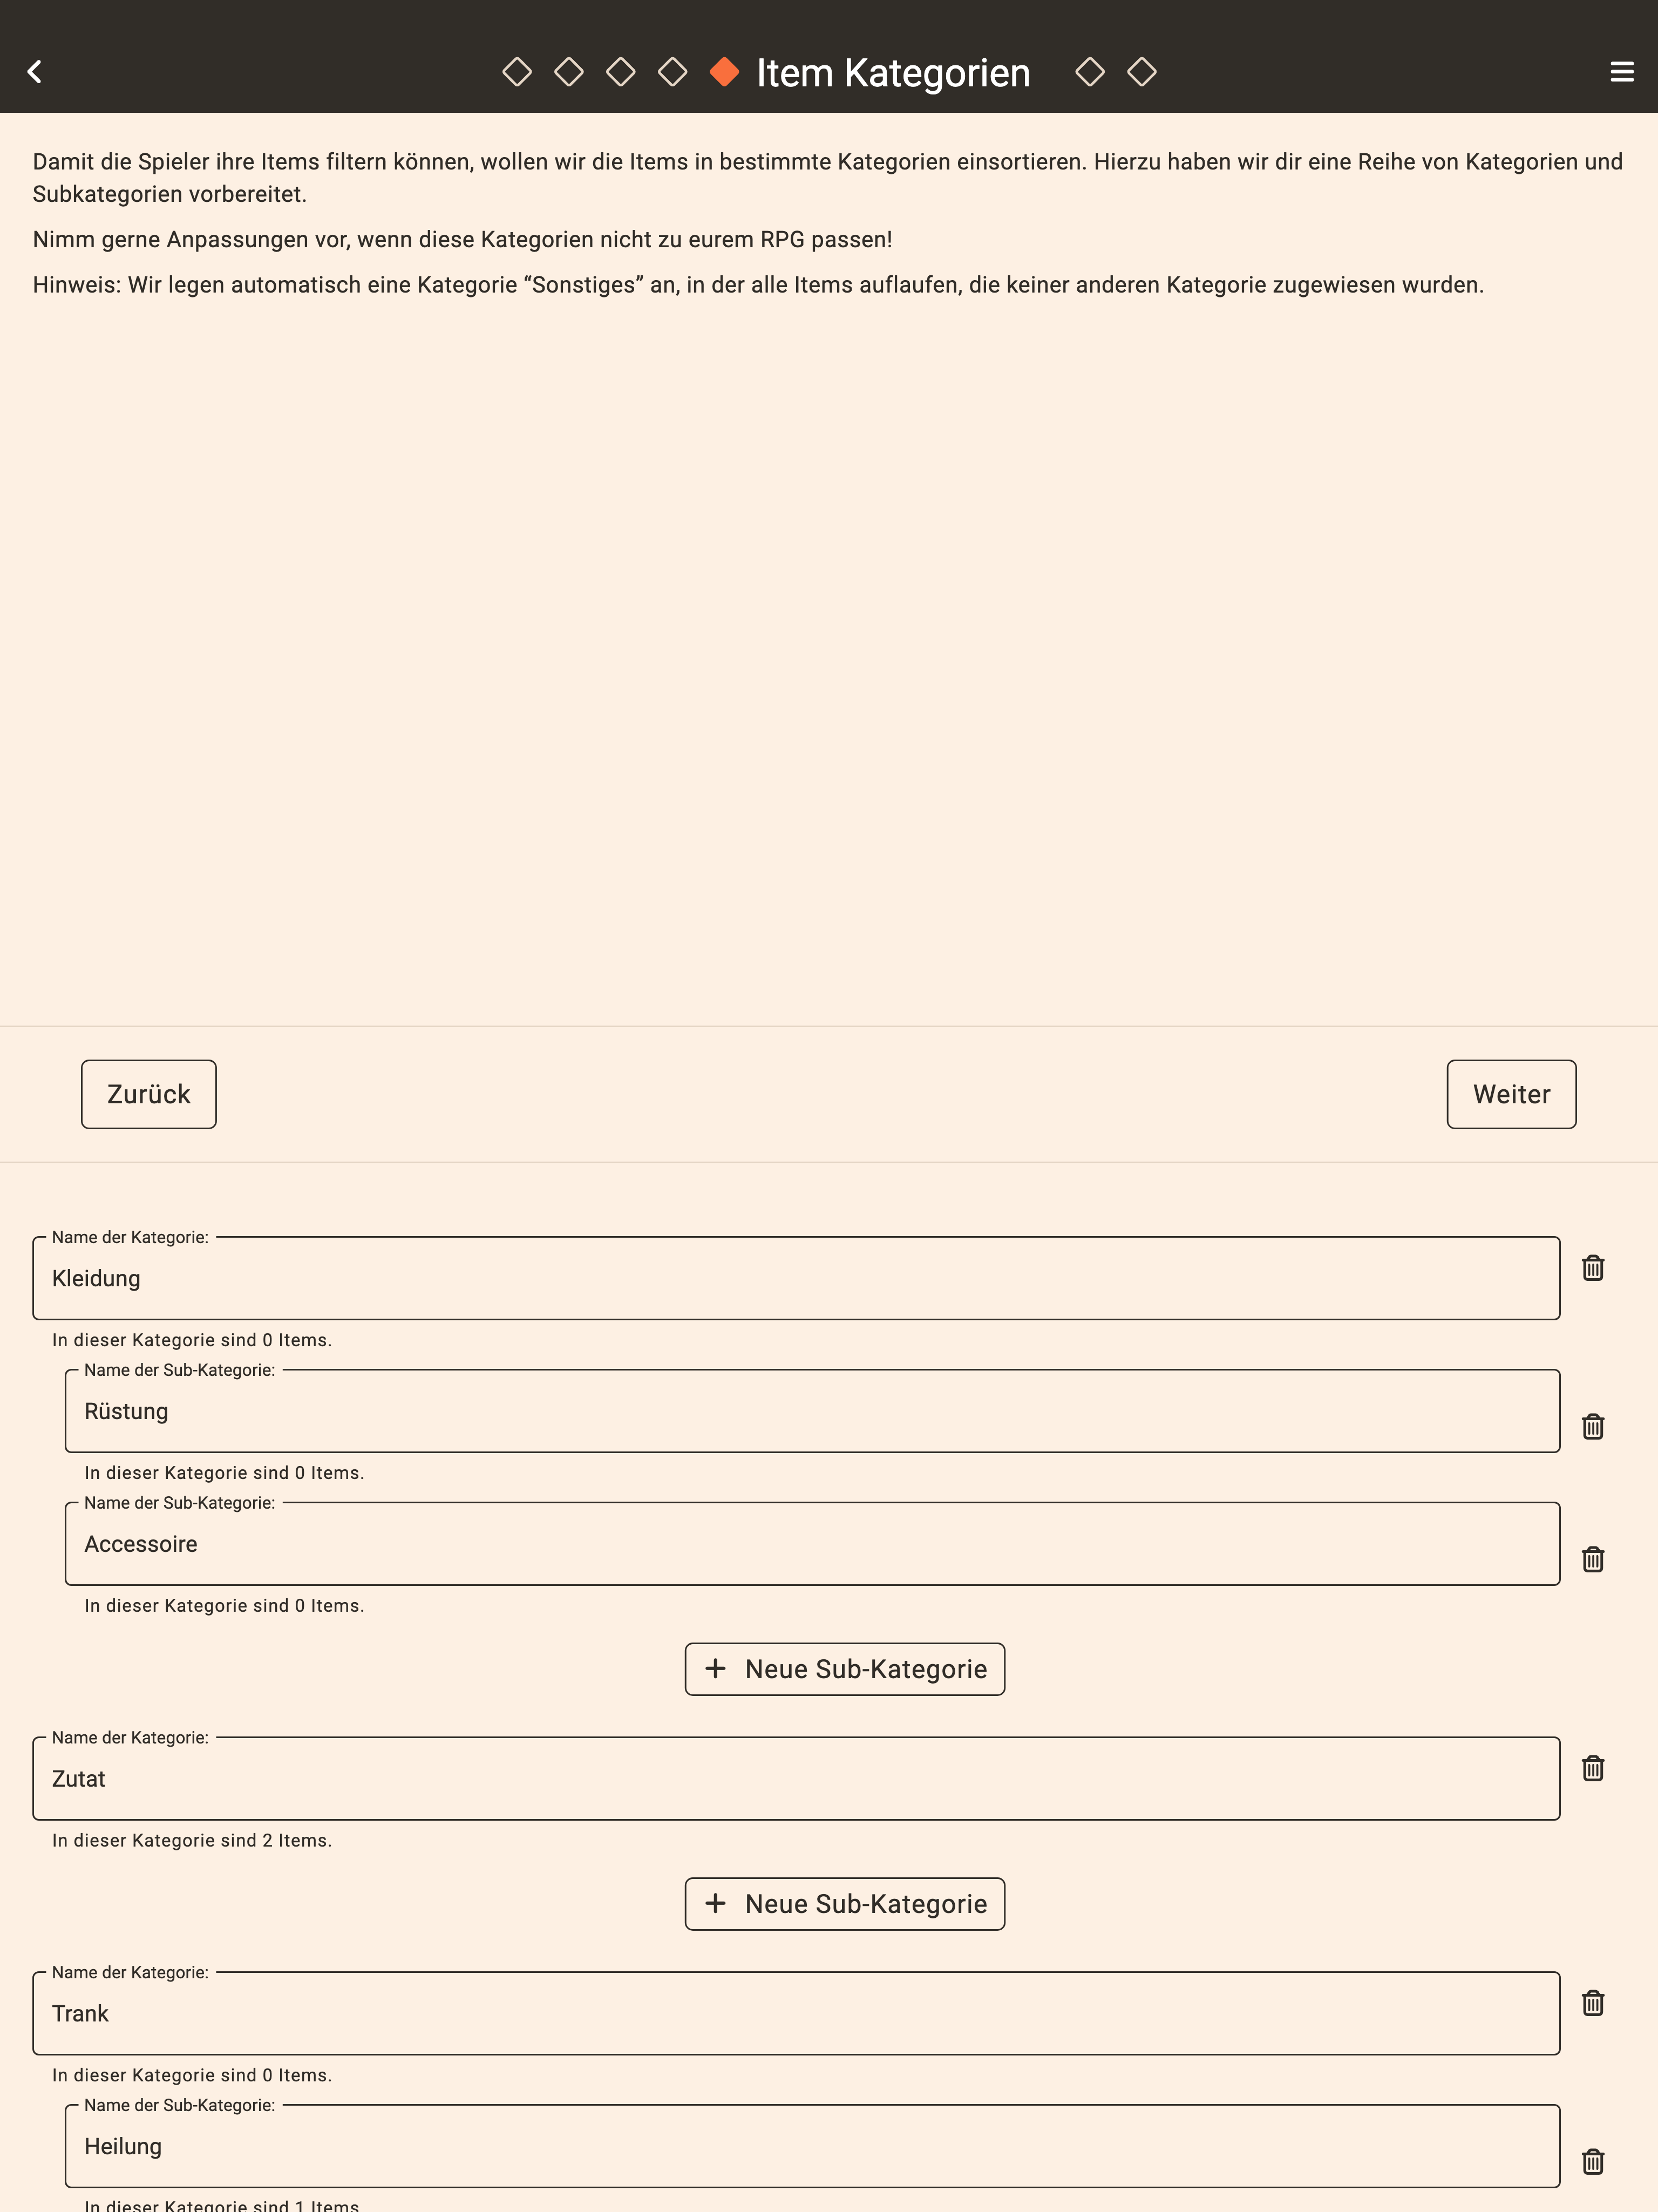 Item Kategorien
Damit die Spieler ihre Items filtern können, wollen wir die Items in bestimmte Kategorien einsortieren. Hierzu haben wir dir eine Reihe von Kategorien und
Subkategorien vorbereitet.
Nimm gerne Anpassungen vor, wenn diese Kategorien nicht zu eurem RPG passen!
Hinweis: Wir legen automatisch eine Kategorie “Sonstiges” an, in der alle Items auflaufen, die keiner anderen Kategorie zugewiesen wurden.
Zurück
Weiter
Name der Kategorie:
Kleidung
In dieser Kategorie sind 0 Items.
Name der Sub-Kategorie:
Rüstung
In dieser Kategorie sind 0 Items.
Name der Sub-Kategorie:
Accessoire
In dieser Kategorie sind 0 Items.
+ Neue Sub-Kategorie
Name der Kategorie:
Zutat
In dieser Kategorie sind 2 Items.
+ Neue Sub-Kategorie
Name der Kategorie:
Trank
In dieser Kategorie sind 0 Items.
Name der Sub-Kategorie:
Heilung
In dieser Kategorie sind 1 Items.